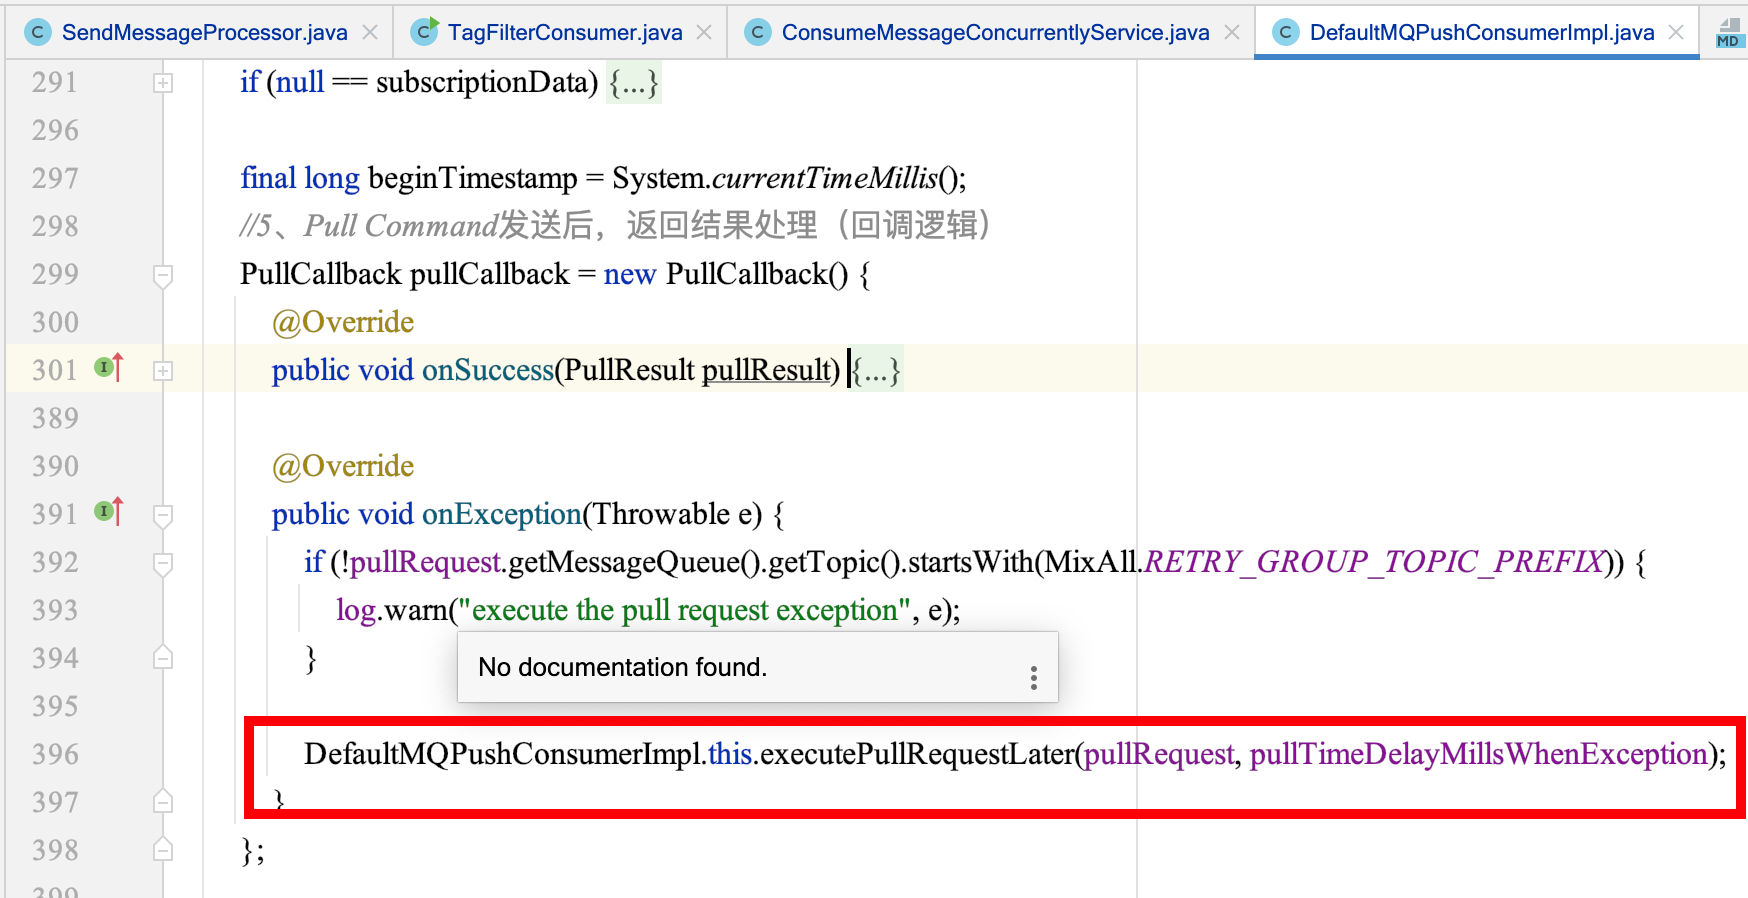 C SendMessageProcessor.java C TagFilterConsumer.java C ConsumeMessageConcurrentlyService.java C DefaultMQPushConsumerImpl.java MD
291 if (null == subscriptionData) {...}
296
297 final long beginTimestamp = System.currentTimeMillis();
298 //5、Pull Command发送后，返回结果处理（回调逻辑）
299 PullCallback pullCallback = new PullCallback() {
300 @Override
301 I public void onSuccess(PullResult pullResult) {...}
389
390 @Override
391 I public void onException(Throwable e) {
392 if (!pullRequest.getMessageQueue().getTopic().startsWith(MixAll.RETRY_GROUP_TOPIC_PREFIX)) {
393 log.warn("execute the pull request exception", e);
394 }
No documentation found.
395
396 DefaultMQPushConsumerImpl.this.executePullRequestLater(pullRequest, pullTimeDelayMillsWhenException);
397 }
398 };
399